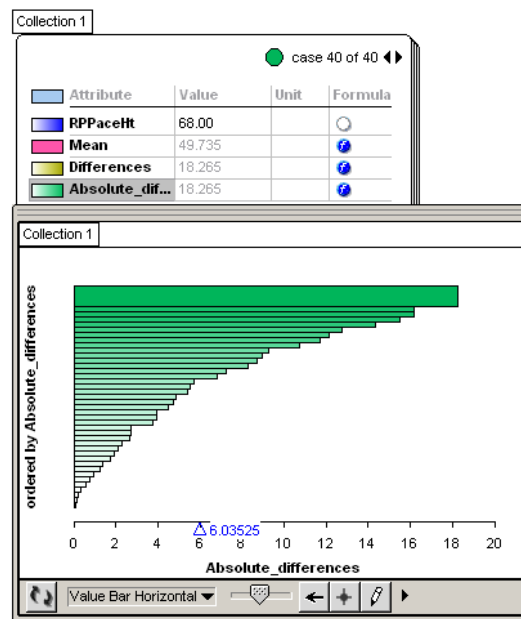 Collection 1
case 40 of 40
Attribute Value Unit Formula
RPPaceHt 68.00
Mean 49.735
Differences 18.265
Absolute_dif... 18.265
Collection 1
ordered by Absolute_differences
6.03525
0 2 4 6 8 10 12 14 16 18 20
Absolute_differences
Value Bar Horizontal